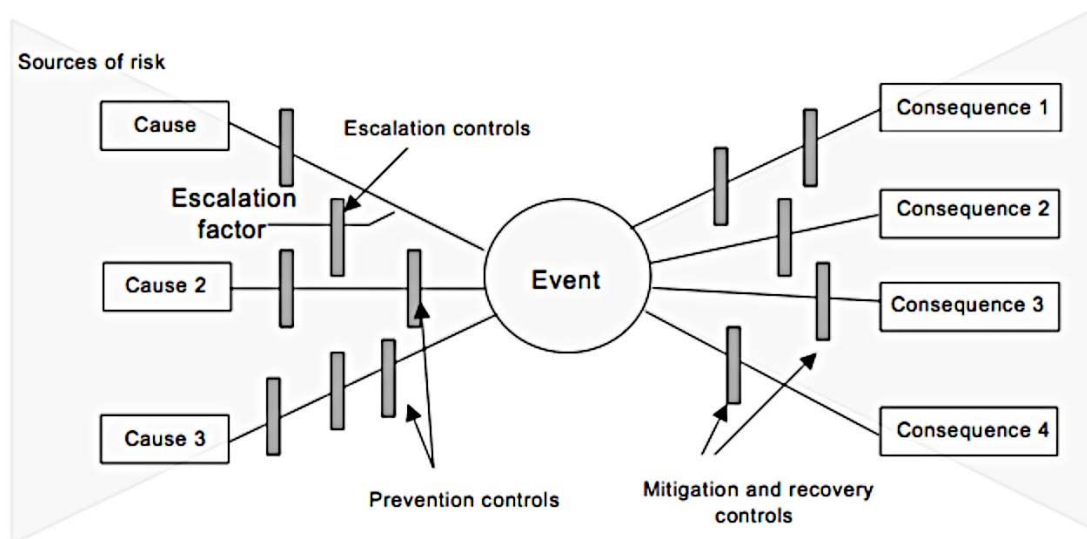 Sources of risk
Cause
Escalation controls
Escalation
factor
Cause 2
Cause 3
Prevention controls
Event
Consequence 1
Consequence 2
Consequence 3
Consequence 4
Mitigation and recovery
controls